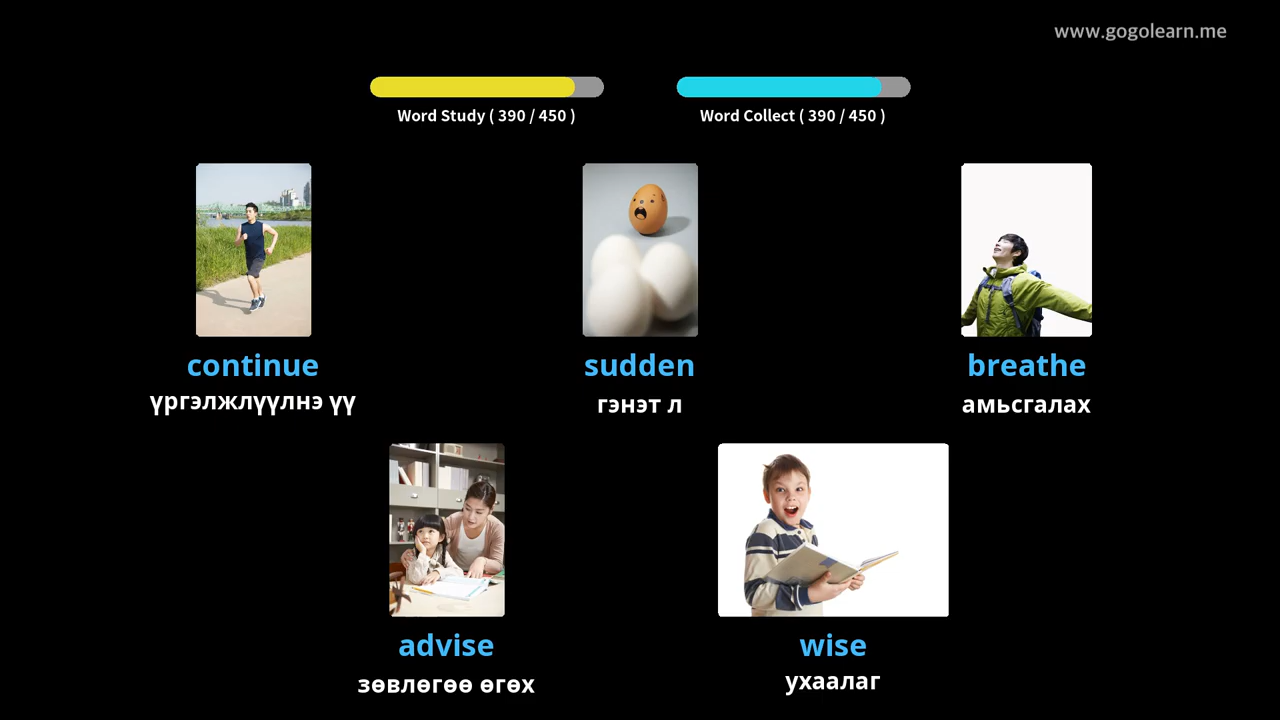 www.gogolearn.me
Word Study ( 390 / 450 )
Word Collect ( 390 / 450 )
continue
үргэлжлүүлнэ үү
sudden
гэнэт л
breathe
амьсгалах
advise
зөвлөгөө өгөх
wise
ухаалаг